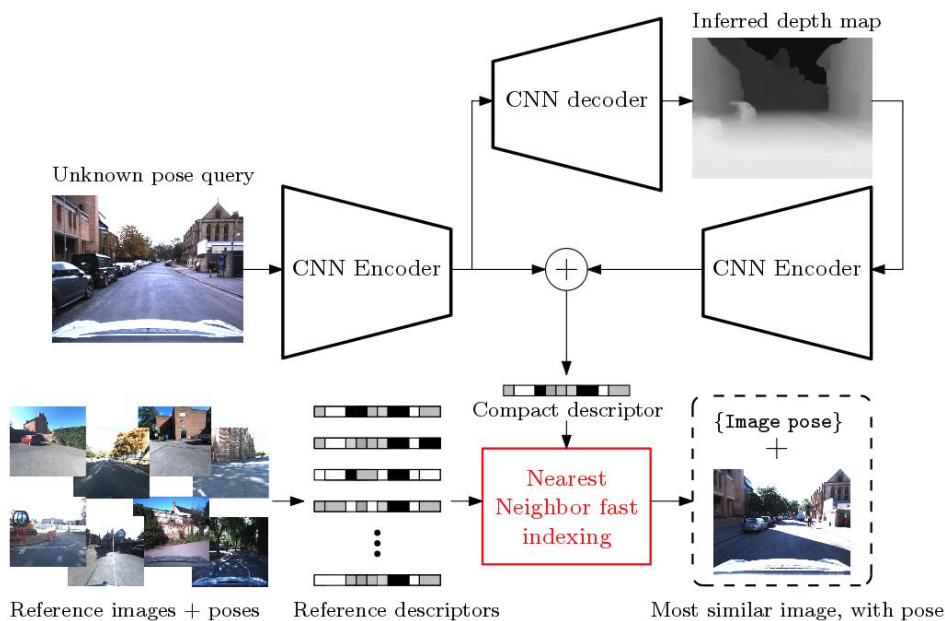 Inferred depth map
CNN decoder
Unknown pose query
CNN Encoder
+
CNN Encoder
Compact descriptor
{Image pose}
+
Nearest
Neighbor fast
indexing
Reference images + poses
Reference descriptors
Most similar image, with pose